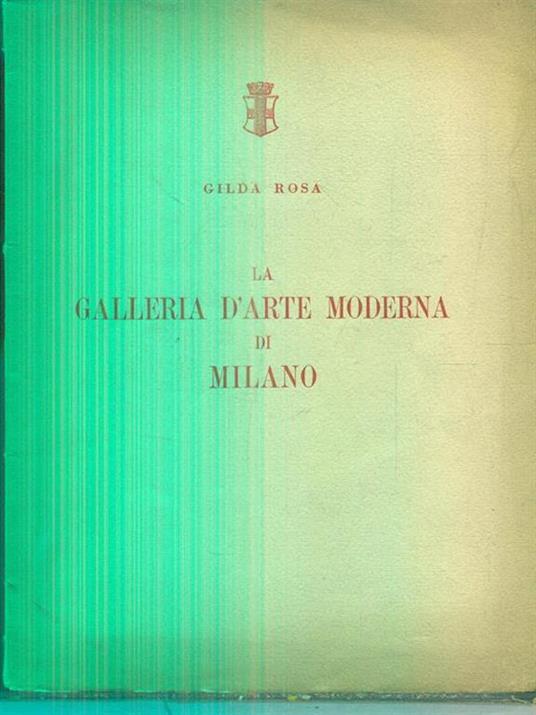 GILDA ROSA
LA
GALLERIA D'ARTE MODERNA
DI
MILANO